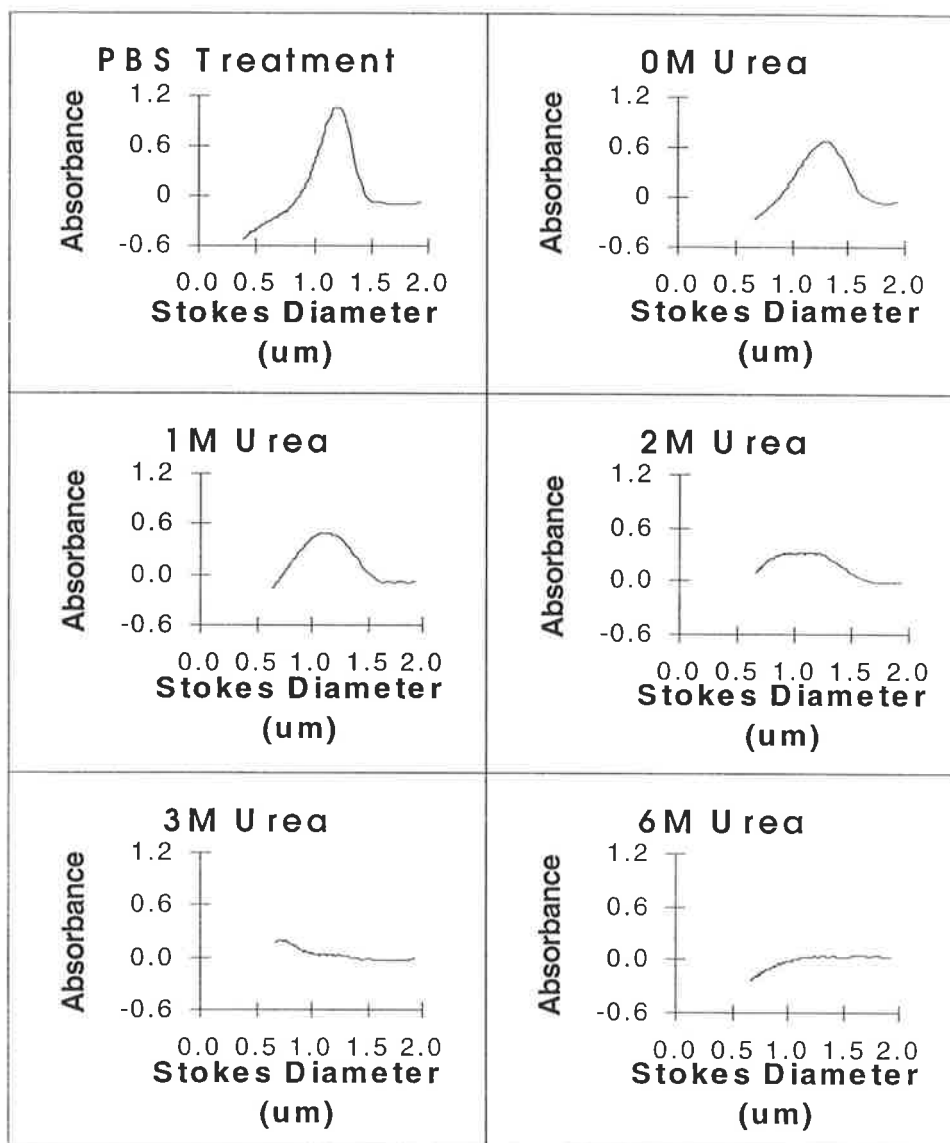 PBS Treatment
Absorbance
1.2
0.6
0
-0.6
0.0 0.5 1.0 1.5 2.0
Stokes Diameter
(um)
0M Urea
Absorbance
1.2
0.6
0
-0.6
0.0 0.5 1.0 1.5 2.0
Stokes Diameter
(um)
1M Urea
Absorbance
1.2
0.6
0.0
-0.6
0.0 0.5 1.0 1.5 2.0
Stokes Diameter
(um)
2M Urea
Absorbance
1.2
0.6
0.0
-0.6
0.0 0.5 1.0 1.5 2.0
Stokes Diameter
(um)
3M Urea
Absorbance
1.2
0.6
0.0
-0.6
0.0 0.5 1.0 1.5 2.0
Stokes Diameter
(um)
6M Urea
Absorbance
1.2
0.6
0.0
-0.6
0.0 0.5 1.0 1.5 2.0
Stokes Diameter
(um)